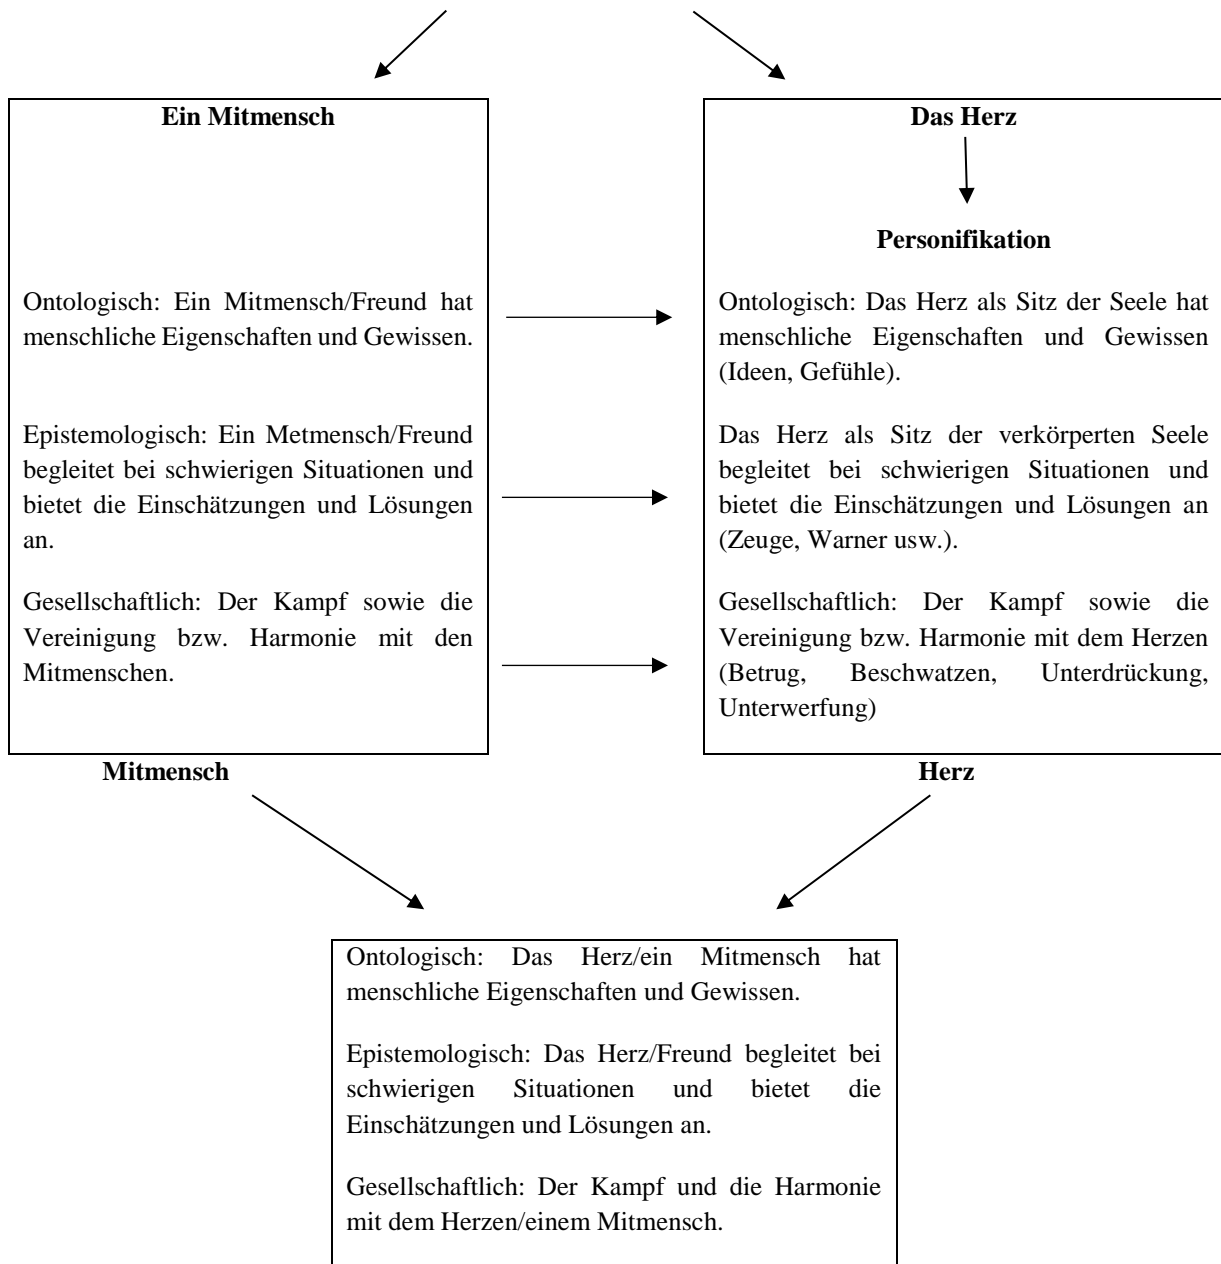 Ein Mitmensch
Ontologisch: Ein Mitmensch/Freund hat
menschliche Eigenschaften und Gewissen.
Epistemologisch: Ein Metmensch/Freund
begleitet bei schwierigen Situationen und
bietet die Einschätzungen und Lösungen
an.
Gesellschaftlich: Der Kampf sowie die
Vereinigung bzw. Harmonie mit den
Mitmenschen.
Mitmensch
Das Herz
Personifikation
Ontologisch: Das Herz als Sitz der Seele hat
menschliche Eigenschaften und Gewissen
(Ideen, Gefühle).
Das Herz als Sitz der verkörperten Seele
begleitet bei schwierigen Situationen und
bietet die Einschätzungen und Lösungen an
(Zeuge, Warner usw.).
Gesellschaftlich: Der Kampf sowie die
Vereinigung bzw. Harmonie mit dem Herzen
(Betrug, Beschwatzen, Unterdrückung,
Unterwerfung)
Herz
Ontologisch: Das Herz/ein Mitmensch hat
menschliche Eigenschaften und Gewissen.
Epistemologisch: Das Herz/Freund begleitet bei
schwierigen Situationen und bietet die
Einschätzungen und Lösungen an.
Gesellschaftlich: Der Kampf und die Harmonie
mit dem Herzen/einem Mitmensch.